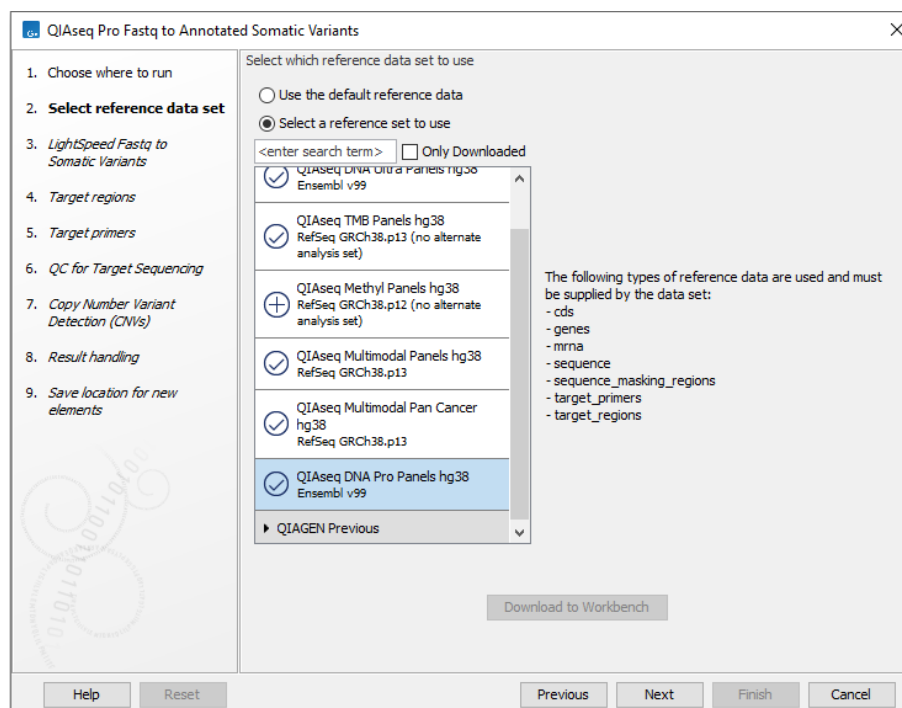 QIAseq Pro Fastq to Annotated Somatic Variants
1. Choose where to run
2. Select reference data set
3. LightSpeed Fastq to
Somatic Variants
4. Target regions
5. Target primers
6. QC for Target Sequencing
7. Copy Number Variant
Detection (CNVs)
8. Result handling
9. Save location for new
elements
Select which reference data set to use
Use the default reference data
Select a reference set to use
<enter search term>
Only Downloaded
QIAseq DNA Ultra Panels hg38
Ensembl v99
QIAseq TMB Panels hg38
RefSeq GRCh38.p13 (no alternate
analysis set)
QIAseq Methyl Panels hg38
RefSeq GRCh38.p12 (no alternate
analysis set)
QIAseq Multimodal Panels hg38
RefSeq GRCh38.p13
QIAseq Multimodal Pan Cancer
hg38
RefSeq GRCh38.p13
QIAseq DNA Pro Panels hg38
Ensembl v99
QIAGEN Previous
The following types of reference data are used and must
be supplied by the data set:
- cds
- genes
- mrna
- sequence
- sequence_masking_regions
- target_primers
- target_regions
Download to Workbench
Help
Reset
Previous
Next
Finish
Cancel